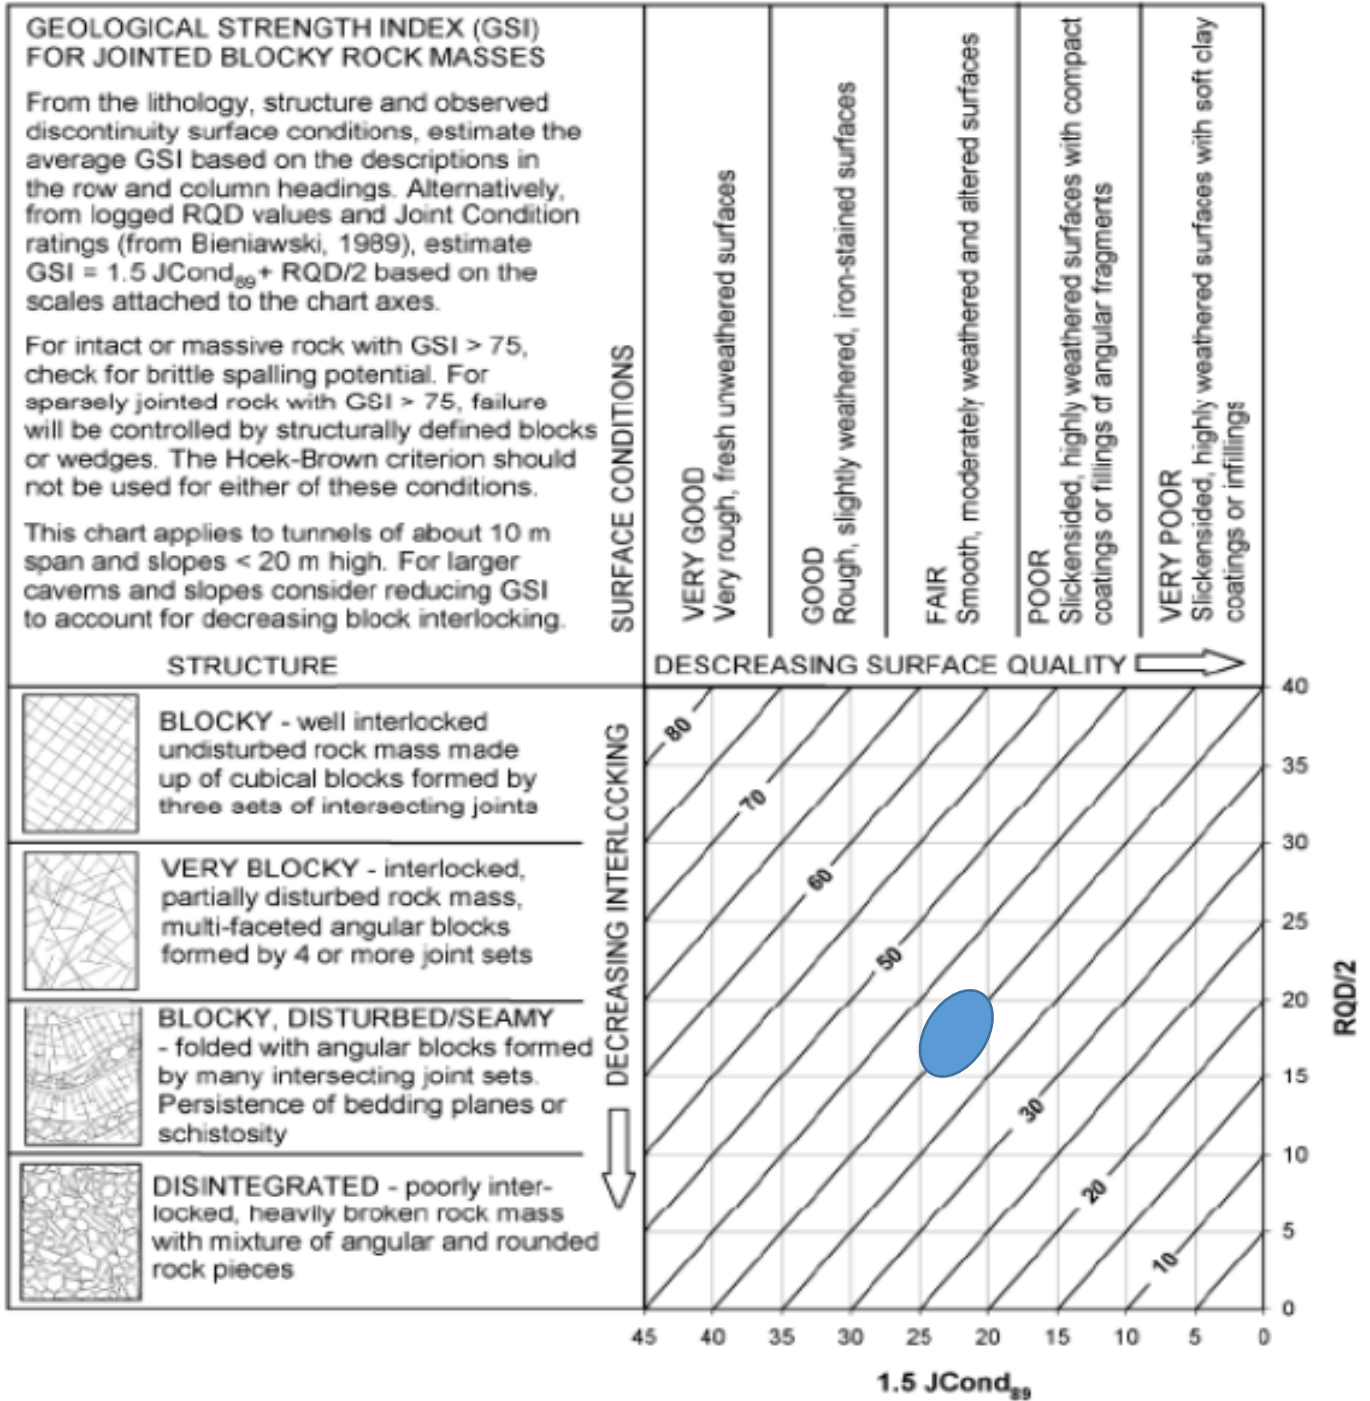 GEOLOGICAL STRENGTH INDEX (GSI)
FOR JOINTED BLOCKY ROCK MASSES
From the lithology, structure and observed
discontinuity surface conditions, estimate the
average GSI based on the descriptions in
the row and column headings. Alternatively,
from logged RQD values and Joint Condition
ratings (from Bieniawski, 1989), estimate
GSI = 1.5 JCond89+ RQD/2 based on the
scales attached to the chart axes.
For intact or massive rock with GSI > 75,
check for brittle spalling potential. For
sparsely jointed rock with GSI > 75, failure
will be controlled by structurally defined blocks
or wedges. The Hoek-Brown criterion should
not be used for either of these conditions.
This chart applies to tunnels of about 10 m
span and slopes < 20 m high. For larger
caverns and slopes consider reducing GSI
to account for decreasing block interlocking.
SURFACE CONDITIONS
VERY GOOD
Very rough, fresh unweathered surfaces
GOOD
Rough, slightly weathered, iron-stained surfaces
FAIR
Smooth, moderately weathered and altered surfaces
POOR
Slickensided, highly weathered surfaces with compact
coatings or fillings of angular fragments
VERY POOR
Slickensided, highly weathered surfaces with soft clay
coatings or infillings
STRUCTURE
DESCREASING SURFACE QUALITY
BLOCKY - well interlocked
undisturbed rock mass made
up of cubical blocks formed by
three sets of intersecting joints
VERY BLOCKY - interlocked,
partially disturbed rock mass,
multi-faceted angular blocks
formed by 4 or more joint sets
BLOCKY, DISTURBED/SEAMY
- folded with angular blocks formed
by many intersecting joint sets.
Persistence of bedding planes or
schistosity
DISINTEGRATED - poorly inter-
locked, heavily broken rock mass
with mixture of angular and rounded
rock pieces
DECREASING INTERLOCKING
80
70
60
50
30
20
10
40
35
30
25
20
15
10
5
0
RQD/2
45 40 35 30 25 20 15 10 5 0
1.5 JCond89